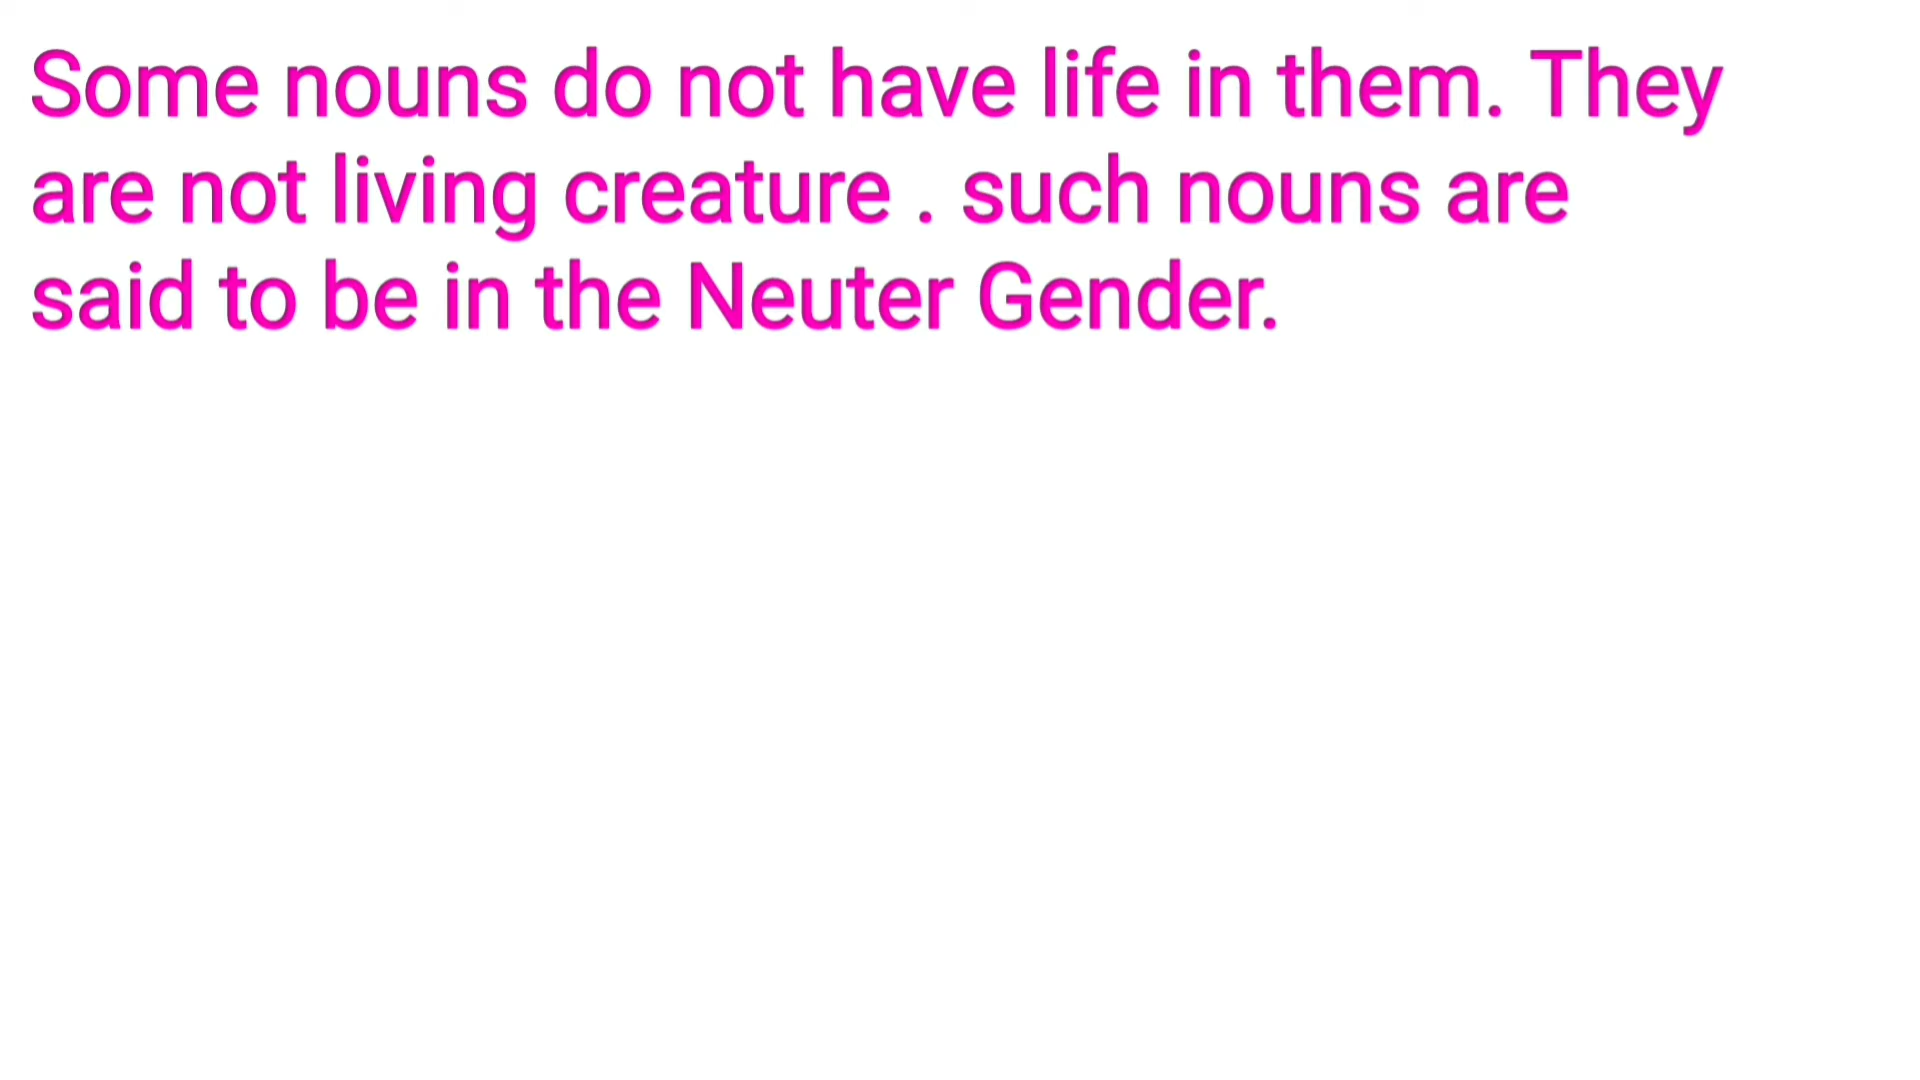 Some nouns do not have life in them. They
are not living creature . such nouns are
said to be in the Neuter Gender.